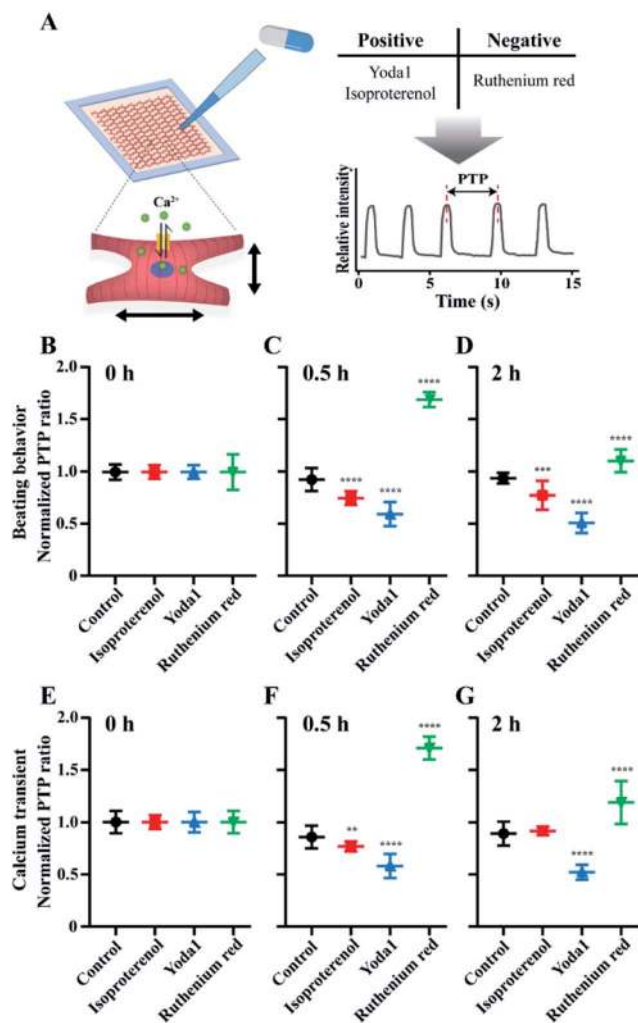 A
Positive Negative
Yoda1 Ruthenium red
Isoproterenol
Ca²⁺
PTP
Relative intensity
0 5 10 15
Time (s)
B
0 h
C
0.5 h
D
2 h
Beating behavior
Normalized PTP ratio
2.0
1.5
1.0
0.5
0
****
****
****
***
****
****
Control
Isoproterenol
Yoda1
Ruthenium red
Control
Isoproterenol
Yoda1
Ruthenium red
Control
Isoproterenol
Yoda1
Ruthenium red
E
0 h
F
0.5 h
G
2 h
Calcium transient
Normalized PTP ratio
2.0
1.5
1.0
0.5
0
**
****
****
****
****
Control
Isoproterenol
Yoda1
Ruthenium red
Control
Isoproterenol
Yoda1
Ruthenium red
Control
Isoproterenol
Yoda1
Ruthenium red